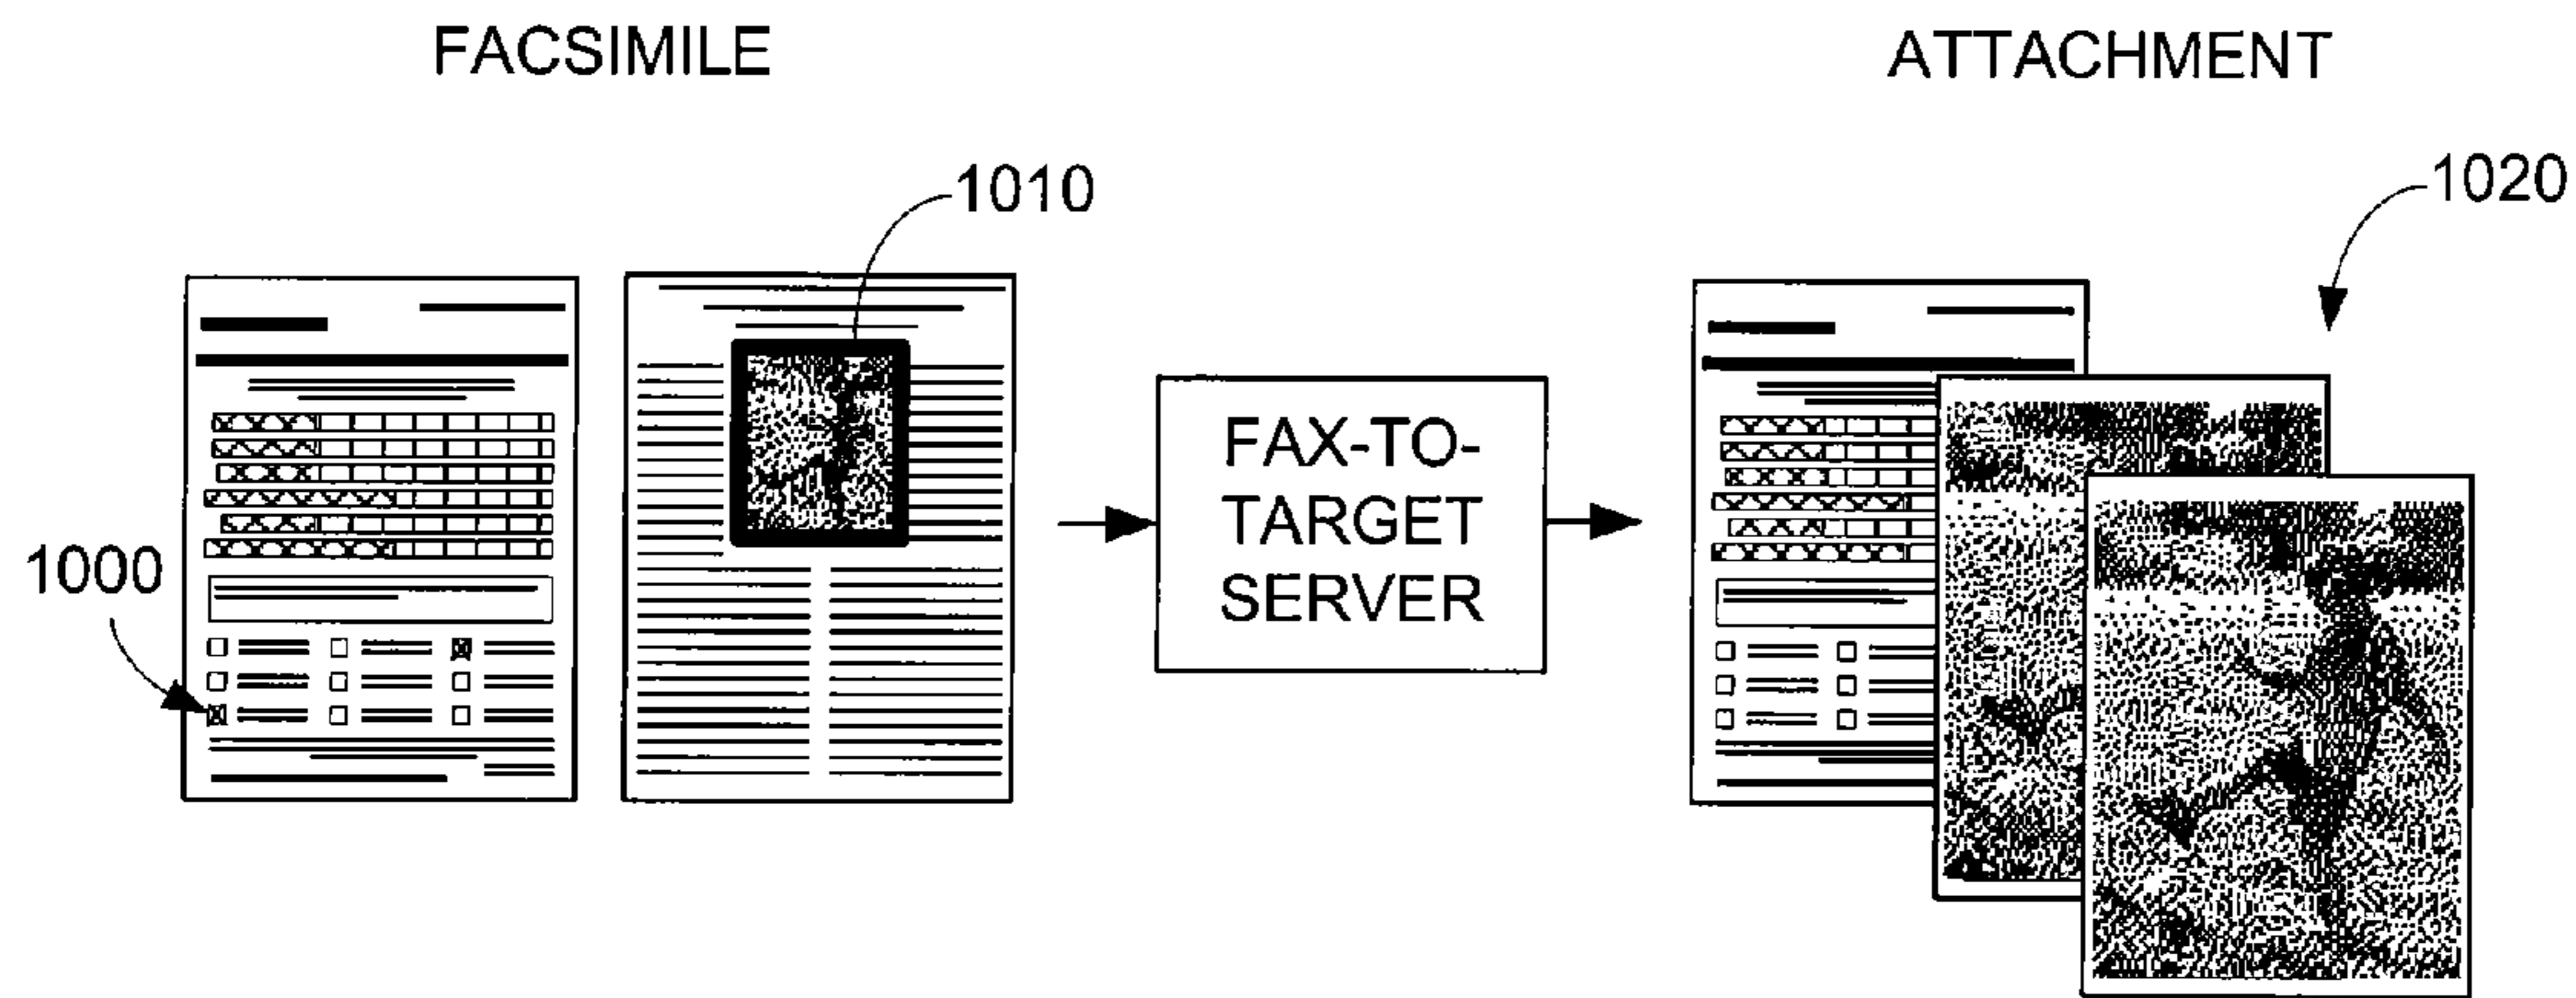 FACSIMILE
ATTACHMENT
1010
1020
1000
FAX-TO-
TARGET
SERVER